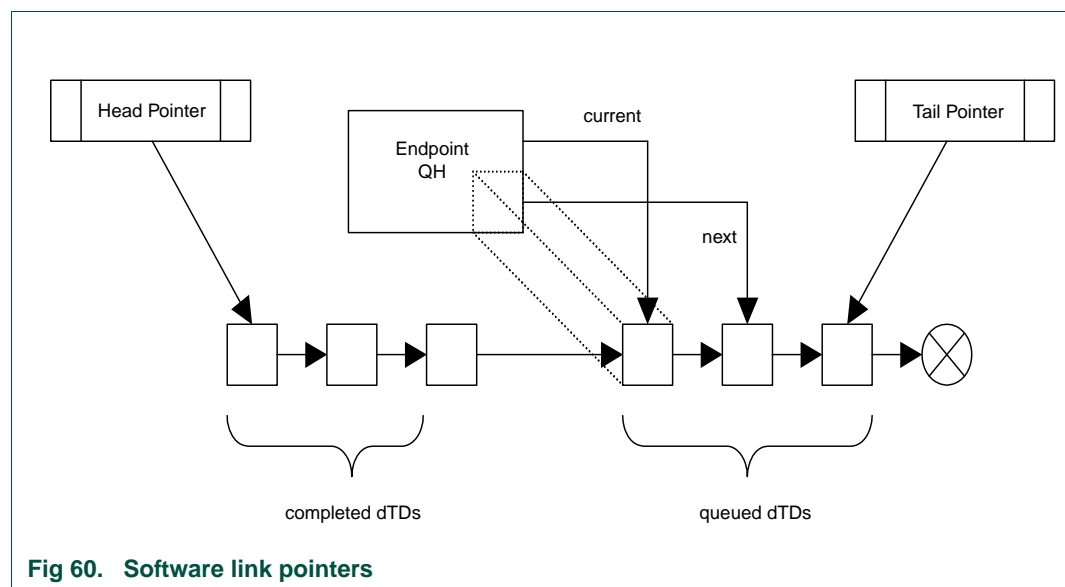 Head Pointer
Endpoint
QH
current
next
Tail Pointer
completed dTDs
queued dTDs
Fig 60. Software link pointers